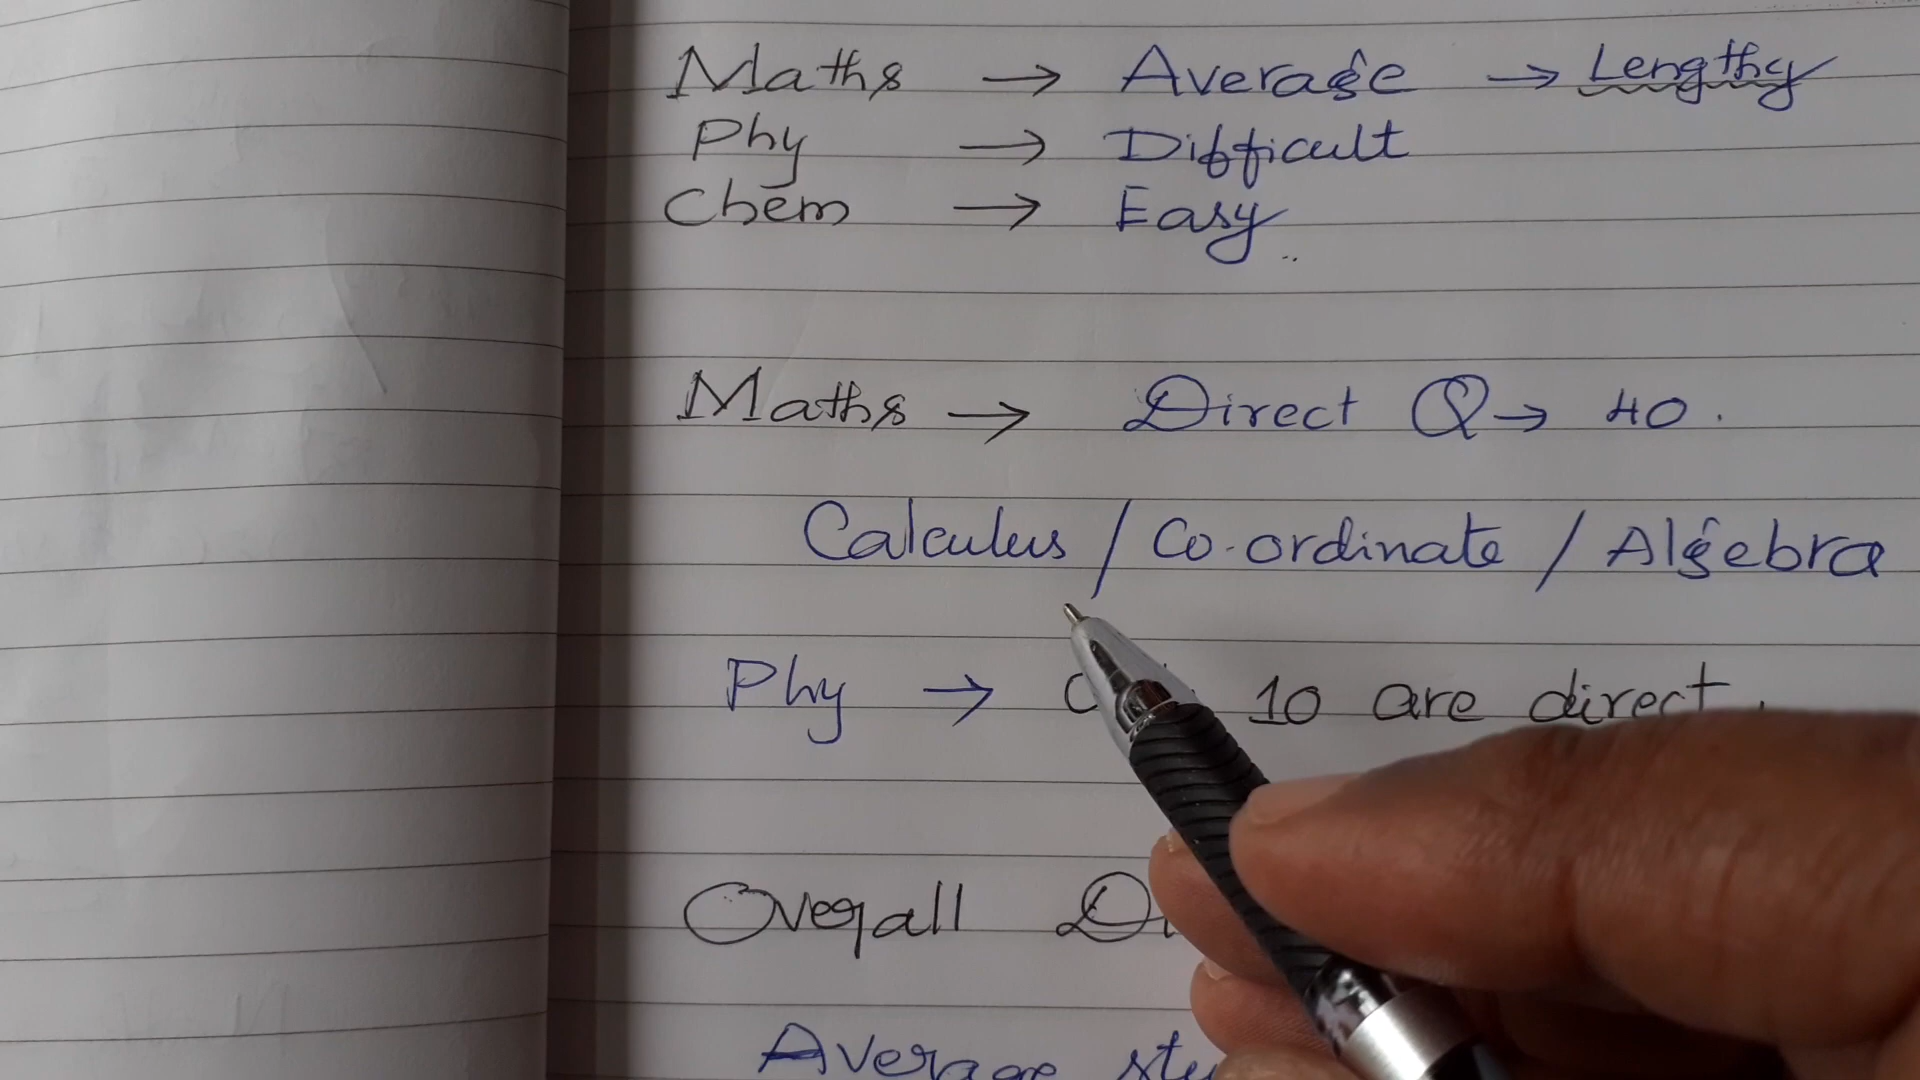 Maths → Average → Lengthy
Phy → Difficult
Chem → Easy
Maths → Direct Q → 40.
Calculus / Co-ordinate / Algebra
Phy → 10 are direct.
Overall
Average